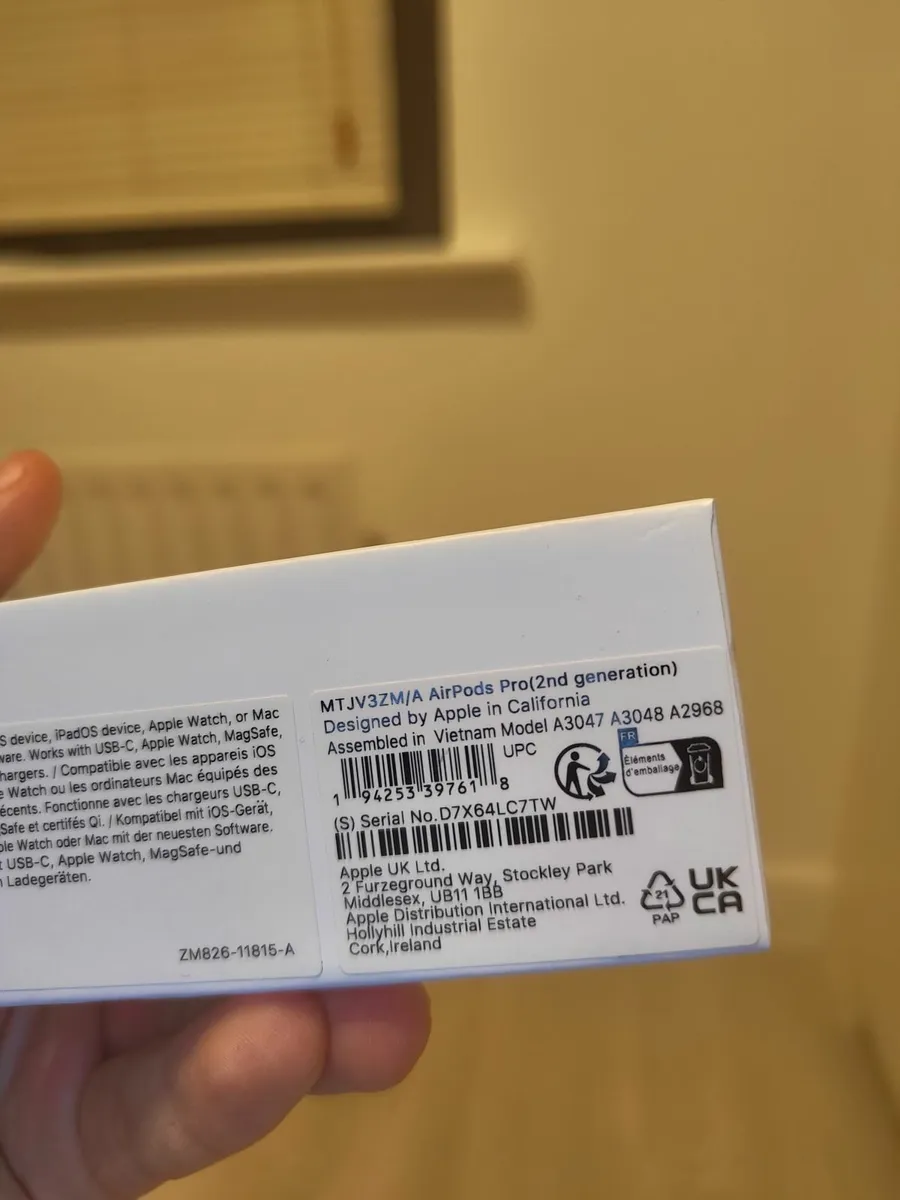 S device, iPadOS device, Apple Watch, or Mac
ware. Works with USB-C, Apple Watch, MagSafe,
hargers. / Compatible avec les appareils iOS
e Watch ou les ordinateurs Mac équipés des
écents. Fonctionne avec les chargeurs USB-C,
Safe et certifés Qi. / Kompatibel mit iOS-Gerät,
ple Watch oder Mac mit der neuesten Software.
t USB-C, Apple Watch, MagSafe-und
n Ladegeräten.
ZM826-11815-A
MTJV3ZM/A AirPods Pro(2nd generation)
Designed by Apple in California
Assembled in Vietnam Model A3047 A3048 A2968
UPC
1 94253 39761 8
FR
Éléments
d'emballage
(S) Serial No.D7X64LC7TW
Apple UK Ltd.
2 Furzeground Way, Stockley Park
Middlesex, UB11 1BB
Apple Distribution International Ltd.
Hollyhill Industrial Estate
Cork,Ireland
21
PAP
UK
CA